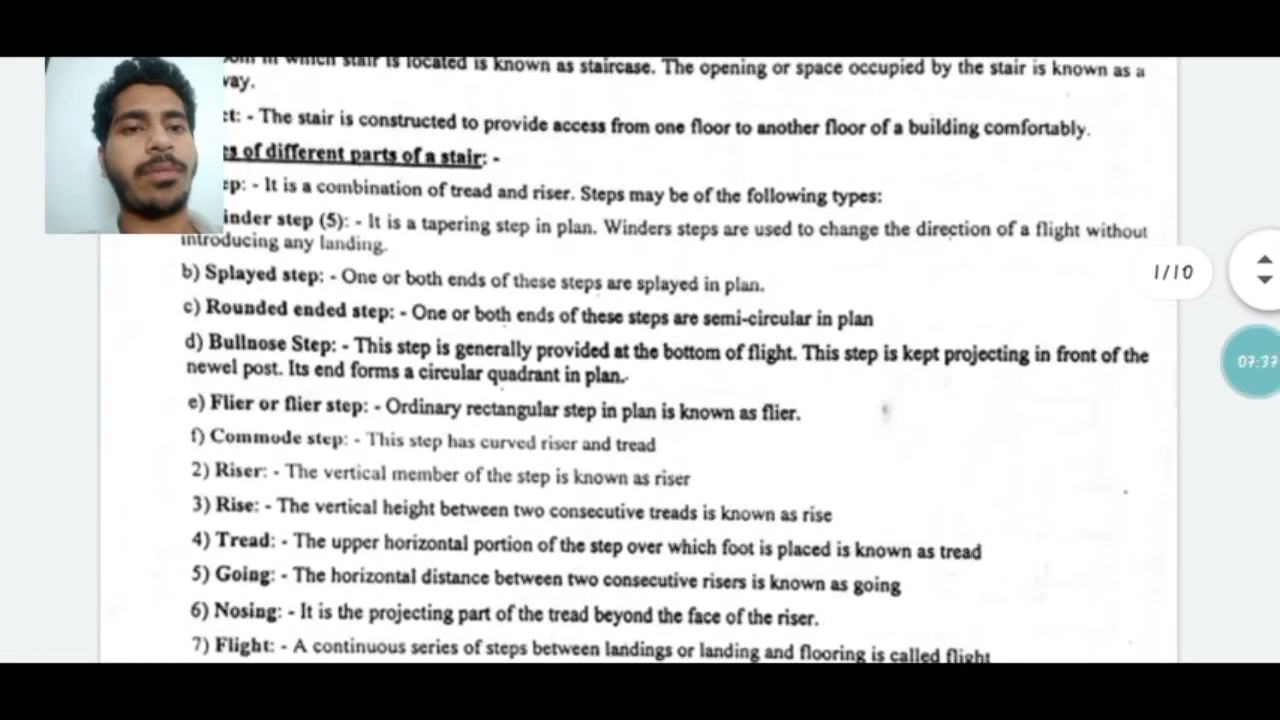 in which stair is located is known as staircase. The opening or space occupied by the stair is known as a
way.
: - The stair is constructed to provide access from one floor to another floor of a building comfortably.
of different parts of a stair: -
: - It is a combination of tread and riser. Steps may be of the following types:
inder step (5): - It is a tapering step in plan. Winders steps are used to change the direction of a flight without
introducing any landing.
b) Splayed step: - One or both ends of these steps are splayed in plan.
c) Rounded ended step: - One or both ends of these steps are semi-circular in plan
d) Bullnose Step: - This step is generally provided at the bottom of flight. This step is kept projecting in front of the
newel post. Its end forms a circular quadrant in plan.
e) Flier or flier step: - Ordinary rectangular step in plan is known as flier.
f) Commode step: - This step has curved riser and tread
2) Riser: - The vertical member of the step is known as riser
3) Rise: - The vertical height between two consecutive treads is known as rise
4) Tread: - The upper horizontal portion of the step over which foot is placed is known as tread
5) Going: - The horizontal distance between two consecutive risers is known as going
6) Nosing: - It is the projecting part of the tread beyond the face of the riser.
7) Flight: - A continuous series of steps between landings or landing and flooring is called flight
1/10
07:37